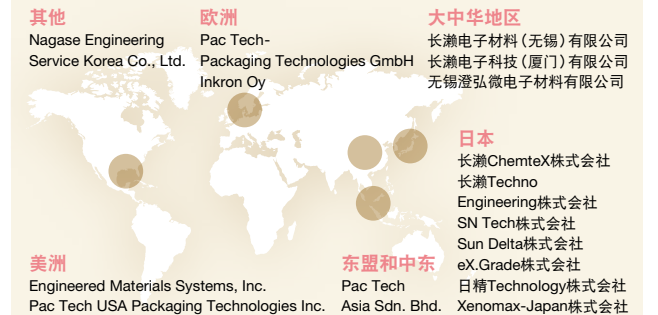 其他
Nagase Engineering
Service Korea Co., Ltd.
欧洲
Pac Tech-
Packaging Technologies GmbH
Inkron Oy
大中华地区
长濑电子材料（无锡）有限公司
长濑电子科技（厦门）有限公司
无锡澄弘微电子材料有限公司
日本
长濑ChemteX株式会社
长濑Techno
Engineering株式会社
SN Tech株式会社
Sun Delta株式会社
eX.Grade株式会社
日精Technology株式会社
Xenomax-Japan株式会社
美洲
Engineered Materials Systems, Inc.
Pac Tech USA Packaging Technologies Inc.
东盟和中东
Pac Tech
Asia Sdn. Bhd.